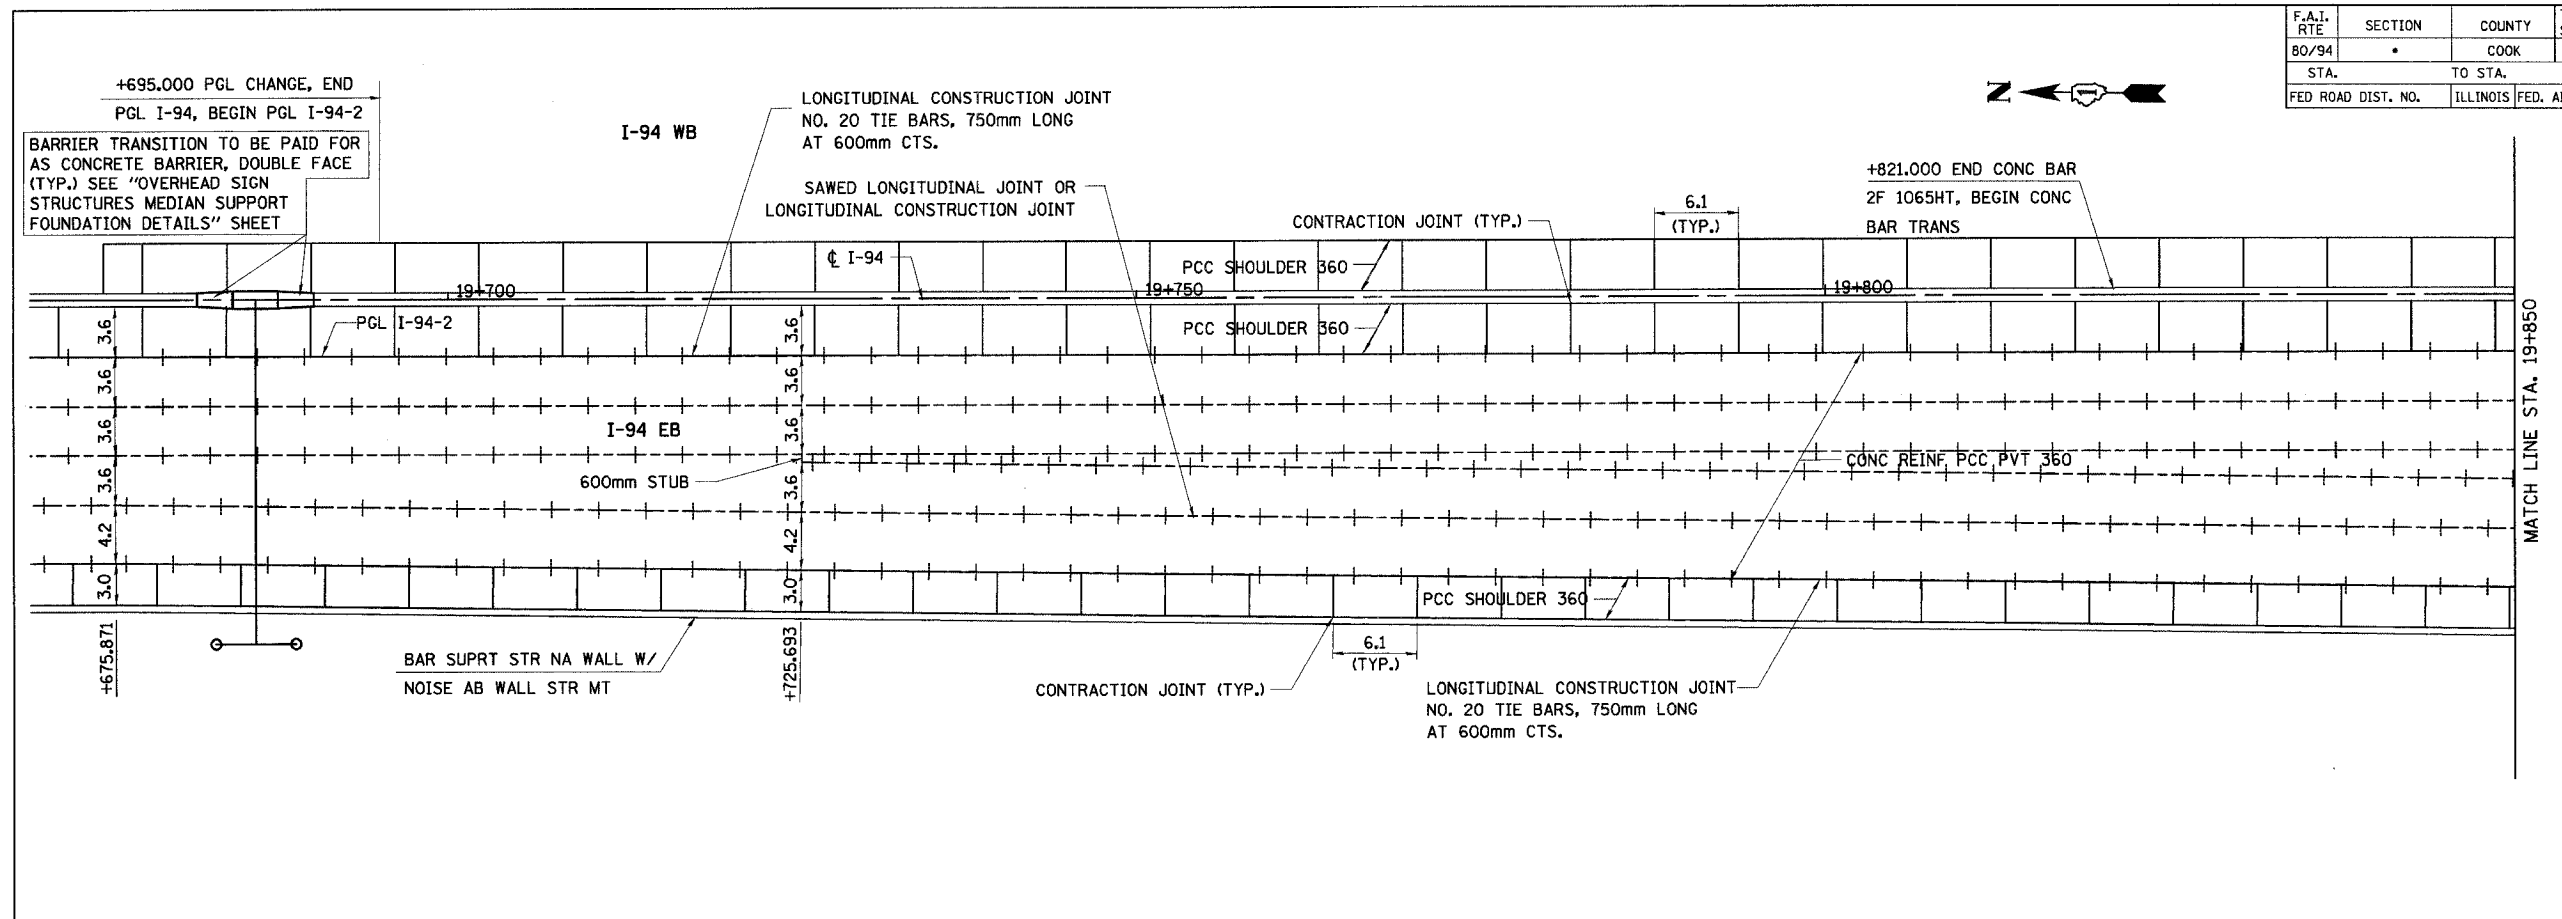 F.A.I.
RTE
SECTION
COUNTY
80/94
•
COOK
STA.
TO STA.
FED ROAD DIST. NO.
ILLINOIS
FED.
N
+695.000 PGL CHANGE, END
PGL I-94, BEGIN PGL I-94-2
BARRIER TRANSITION TO BE PAID FOR
AS CONCRETE BARRIER, DOUBLE FACE
(TYP.) SEE "OVERHEAD SIGN
STRUCTURES MEDIAN SUPPORT
FOUNDATION DETAILS" SHEET
I-94 WB
LONGITUDINAL CONSTRUCTION JOINT
NO. 20 TIE BARS, 750mm LONG
AT 600mm CTS.
SAWED LONGITUDINAL JOINT OR
LONGITUDINAL CONSTRUCTION JOINT
CONTRACTION JOINT (TYP.)
6.1
(TYP.)
+821.000 END CONC BAR
2F 1065HT, BEGIN CONC
BAR TRANS
℄ I-94
PCC SHOULDER 360
19+700
19+750
19+800
PGL I-94-2
PCC SHOULDER 360
3.6
3.6
3.6
3.6
4.2
3.0
+675.871
3.6
3.6
3.6
3.6
4.2
3.0
+725.693
I-94 EB
600mm STUB
CONC REINF PCC PVT 360
MATCH LINE STA. 19+850
PCC SHOULDER 360
BAR SUPRT STR NA WALL W/
NOISE AB WALL STR MT
CONTRACTION JOINT (TYP.)
6.1
(TYP.)
LONGITUDINAL CONSTRUCTION JOINT
NO. 20 TIE BARS, 750mm LONG
AT 600mm CTS.